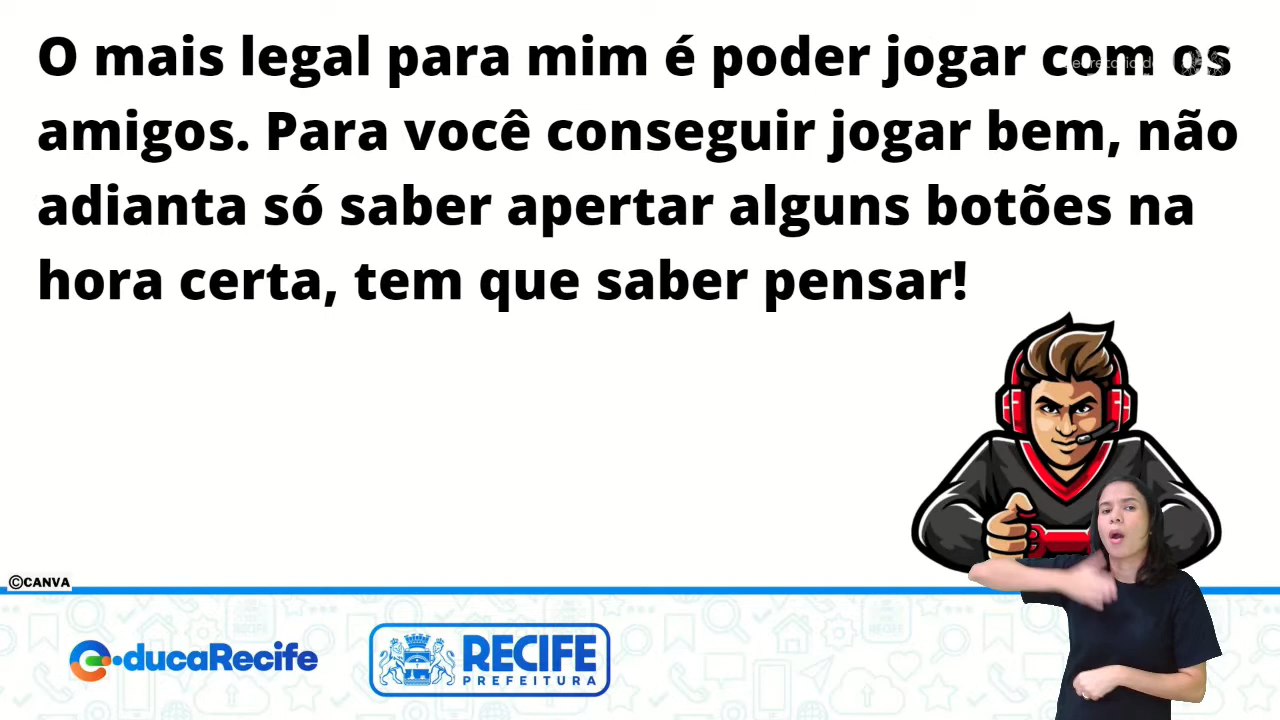 O mais legal para mim é poder jogar com os
amigos. Para você conseguir jogar bem, não
adianta só saber apertar alguns botões na
hora certa, tem que saber pensar!
©CANVA
ducaRecife
RECIFE
PREFEITURA